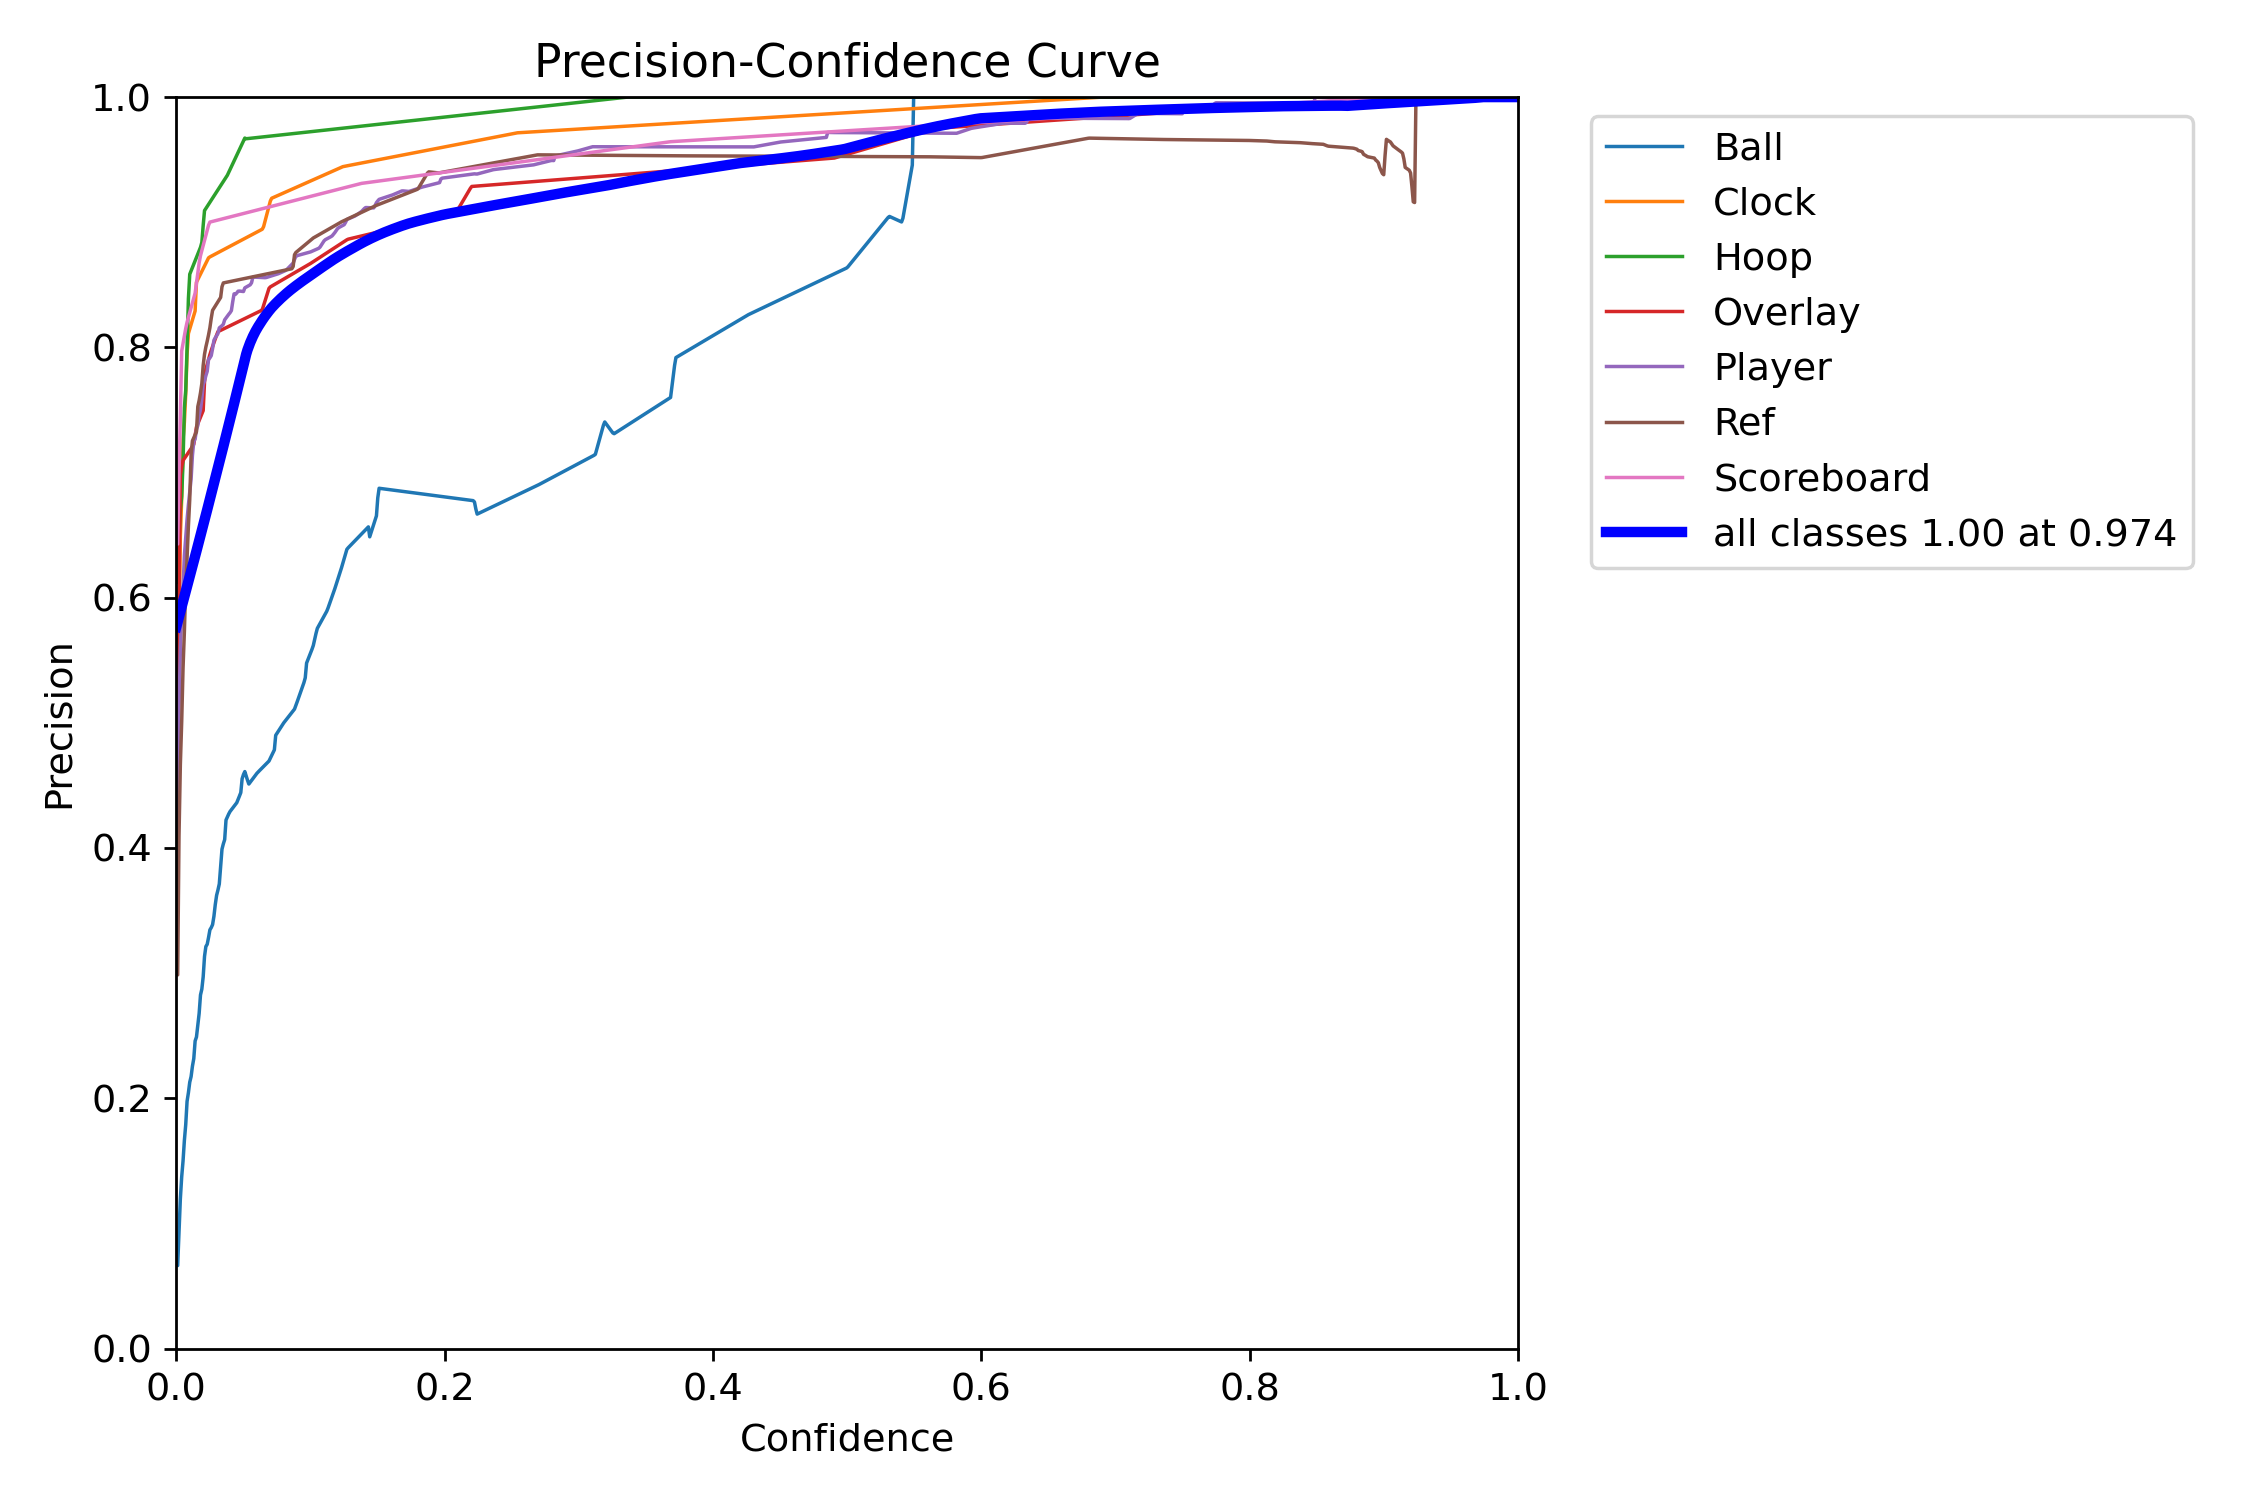 Precision-Confidence Curve
1.0
0.8
0.6
0.4
0.2
0.0
Precision
0.0 0.2 0.4 0.6 0.8 1.0
Confidence
Ball
Clock
Hoop
Overlay
Player
Ref
Scoreboard
all classes 1.00 at 0.974